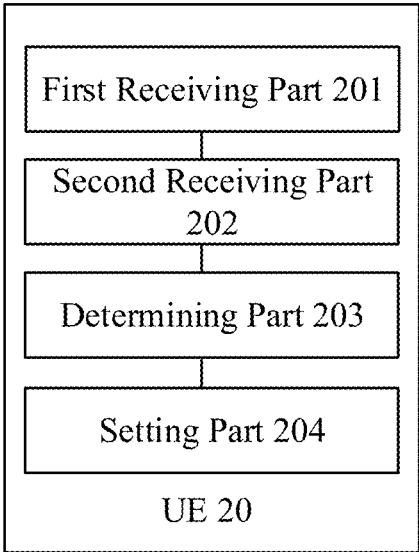 First Receiving Part 201
Second Receiving Part
202
Determining Part 203
Setting Part 204
UE 20